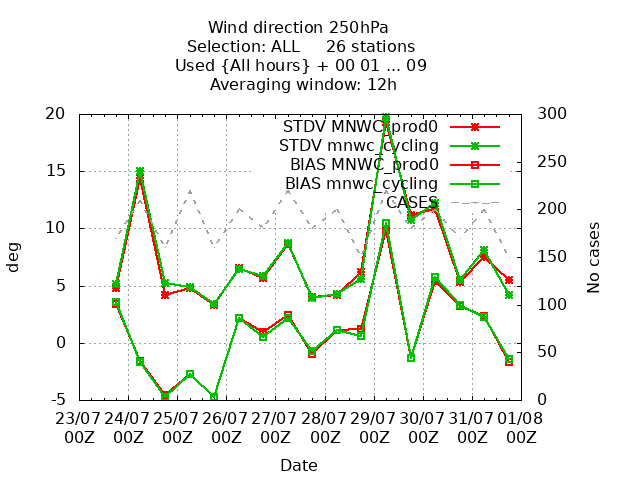 Wind direction 250hPa
Selection: ALL 26 stations
Used {All hours} + 00 01 ... 09
Averaging window: 12h
20
15
10
5
0
-5
deg
300
250
200
150
100
50
0
No cases
STDV MNWC_prod0
STDV mnwc_cycling
BIAS MNWC_prod0
BIAS mnwc_cycling
CASES
23/07 24/07 25/07 26/07 27/07 28/07 29/07 30/07 31/07 01/08
00Z 00Z 00Z 00Z 00Z 00Z 00Z 00Z 00Z 00Z
Date